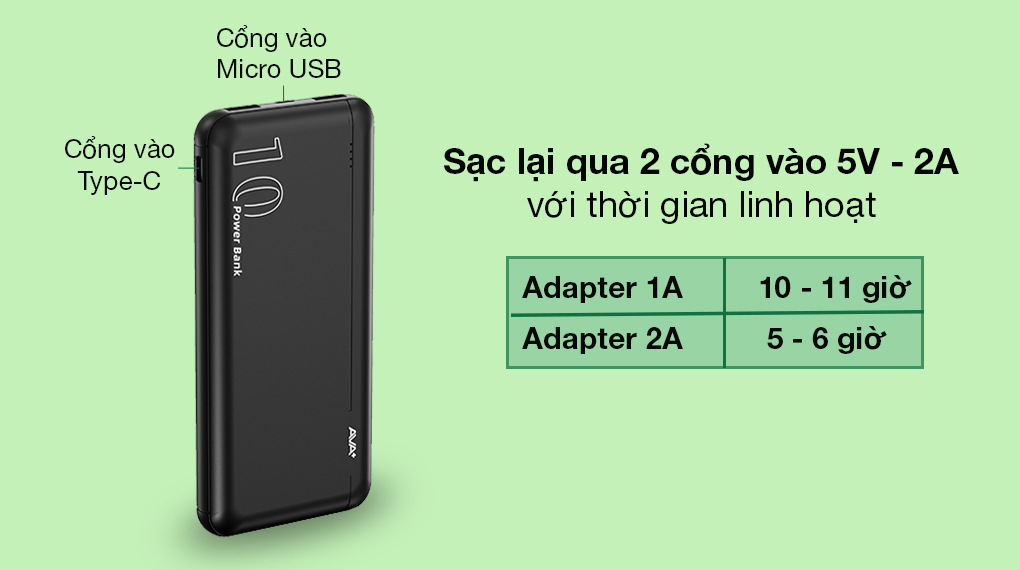 Cổng vào
Micro USB
Cổng vào
Type-C
10
Power Bank
AVA+
Sạc lại qua 2 cổng vào 5V - 2A
với thời gian linh hoạt
Adapter 1A 10 - 11 giờ
Adapter 2A 5 - 6 giờ